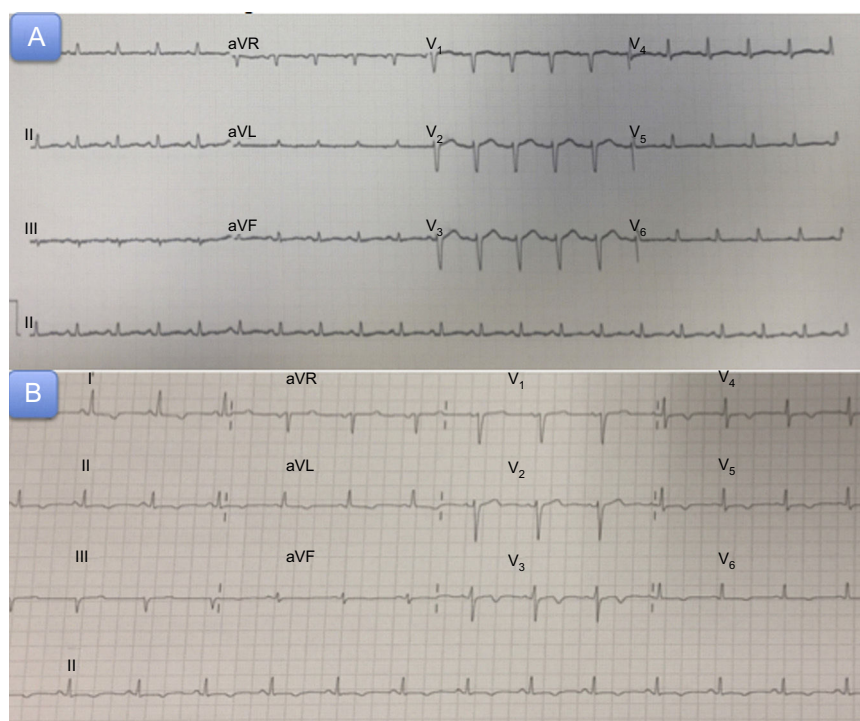 A
aVR V1 V4
II aVL V2 V5
III aVF V3 V6
II
B
I aVR V1 V4
II aVL V2 V5
III aVF V3 V6
II